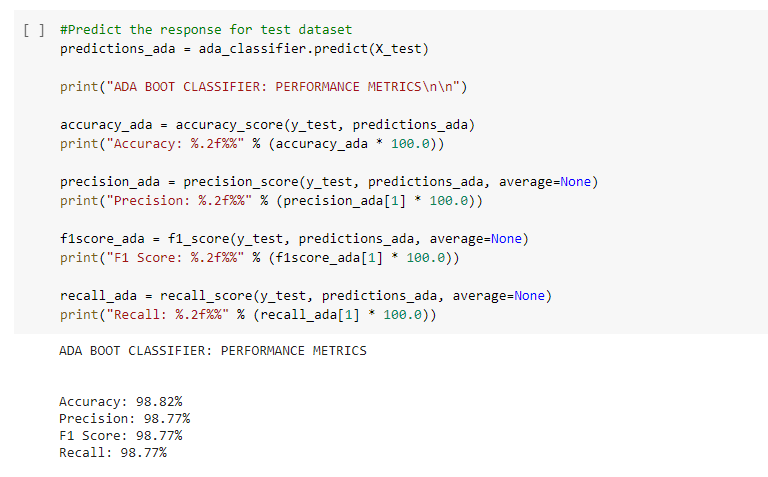 [ ] #Predict the response for test dataset
predictions_ada = ada_classifier.predict(X_test)
print("ADA BOOT CLASSIFIER: PERFORMANCE METRICS\n\n")
accuracy_ada = accuracy_score(y_test, predictions_ada)
print("Accuracy: %.2f%%" % (accuracy_ada * 100.0))
precision_ada = precision_score(y_test, predictions_ada, average=None)
print("Precision: %.2f%%" % (precision_ada[1] * 100.0))
f1score_ada = f1_score(y_test, predictions_ada, average=None)
print("F1 Score: %.2f%%" % (f1score_ada[1] * 100.0))
recall_ada = recall_score(y_test, predictions_ada, average=None)
print("Recall: %.2f%%" % (recall_ada[1] * 100.0))
ADA BOOT CLASSIFIER: PERFORMANCE METRICS
Accuracy: 98.82%
Precision: 98.77%
F1 Score: 98.77%
Recall: 98.77%